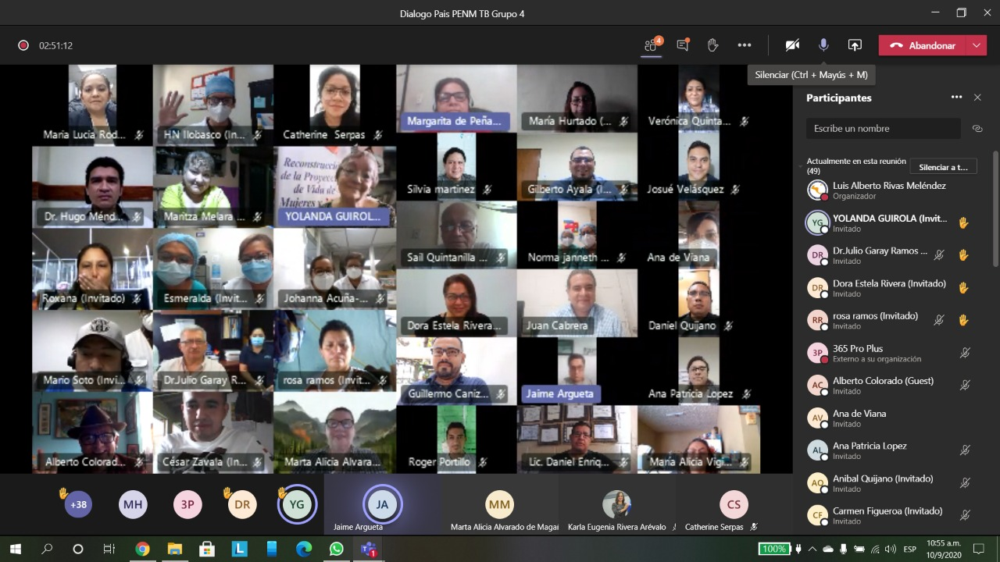 Dialogo Pais PENM TB Grupo 4
02:51:12
4
Abandonar
Silenciar (Ctrl + Mayús + M)
Maria Lucia Rod...
HN Ilobasco (In...
Catherine Serpas
Margarita de Peña...
María Hurtado (...
Verónica Quinta...
Reconstrucci
de la Proyecc
de Vida de
Mujeres
Dr. Hugo Ménd...
Maritza Melara ...
YOLANDA GUIROL...
Silvia martinez
Gilberto Ayala (I...
Josué Velásquez
Roxana (Invitado)
Esmeralda (Invit...
Johanna Acuña-...
Sail Quintanilla ...
Norma janneth ...
Ana de Viana
Dora Estela Rivera...
Juan Cabrera
Daniel Quijano
Mario Soto (Invi...
Dr.Julio Garay R...
rosa ramos (Invit...
Guillermo Caniz...
Jaime Argueta
Ana Patricia Lopez
Alberto Colorad...
César Zavala (In...
Marta Alicia Alvara...
Roger Portillo
Lic. Daniel Enriq...
María Alicia Vigi...
+38
MH
3P
DR
YG
JA
Jaime Argueta
MM
Marta Alicia Alvarado de Magai
Karla Eugenia Rivera Arévalo
CS
Catherine Serpas
Participantes
Escribe un nombre
Actualmente en esta reunión
(49)
Silenciar a t...
Luis Alberto Rivas Meléndez
Organizador
YG
YOLANDA GUIROLA (Invit...
Invitado
DR
Dr.Julio Garay Ramos ...
Invitado
DR
Dora Estela Rivera (Invitado)
Invitado
RR
rosa ramos (Invitado)
Invitado
3P
365 Pro Plus
Externo a su organización
AC
Alberto Colorado (Guest)
Invitado
AV
Ana de Viana
Invitado
AL
Ana Patricia Lopez
Invitado
AQ
Anibal Quijano (Invitado)
Invitado
CF
Carmen Figueroa (Invitado)
Invitado
L
1
100%
ESP
10:55 a.m.
10/9/2020